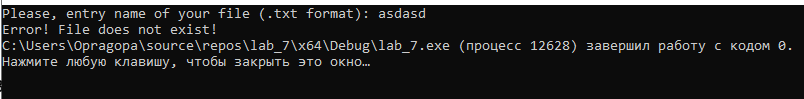 Please, entry name of your file (.txt format): asdasd
Error! File does not exist!
C:\Users\Opragopa\source\repos\lab_7\x64\Debug\lab_7.exe (процесс 12628) завершил работу с кодом 0.
Нажмите любую клавишу, чтобы закрыть это окно…